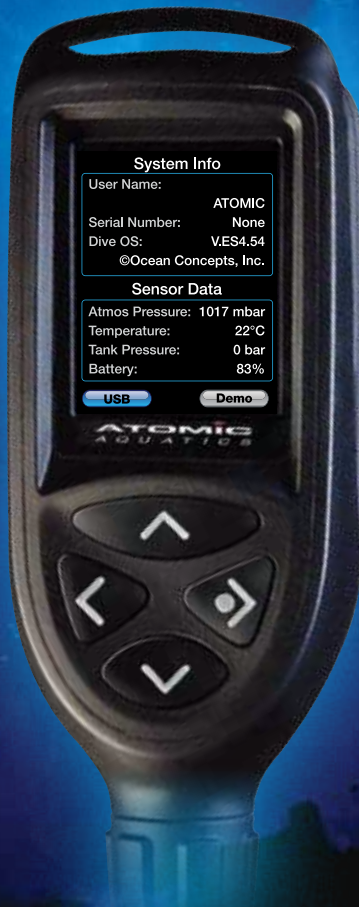 System Info
User Name:
ATOMIC
Serial Number: None
Dive OS: V.ES4.54
©Ocean Concepts, Inc.
Sensor Data
Atmos Pressure: 1017 mbar
Temperature: 22°C
Tank Pressure: 0 bar
Battery: 83%
USB Demo
ATOMIC
AQUATICS